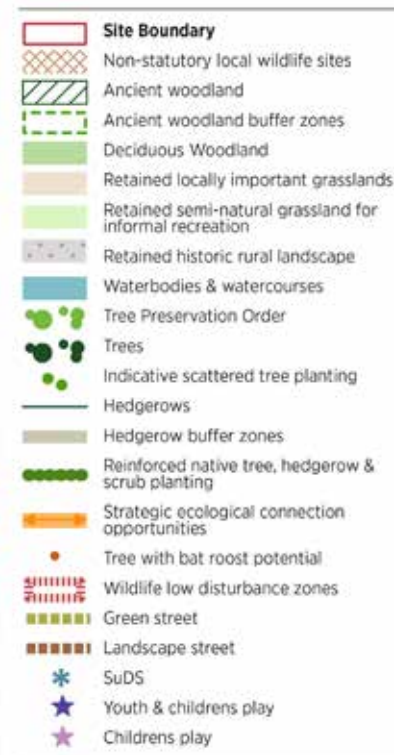 Site Boundary
Non-statutory local wildlife sites
Ancient woodland
Ancient woodland buffer zones
Deciduous Woodland
Retained locally important grasslands
Retained semi-natural grassland for
informal recreation
Retained historic rural landscape
Waterbodies & watercourses
Tree Preservation Order
Trees
Indicative scattered tree planting
Hedgerows
Hedgerow buffer zones
Reinforced native tree, hedgerow &
scrub planting
Strategic ecological connection
opportunities
Tree with bat roost potential
Wildlife low disturbance zones
Green street
Landscape street
SuDS
Youth & childrens play
Childrens play